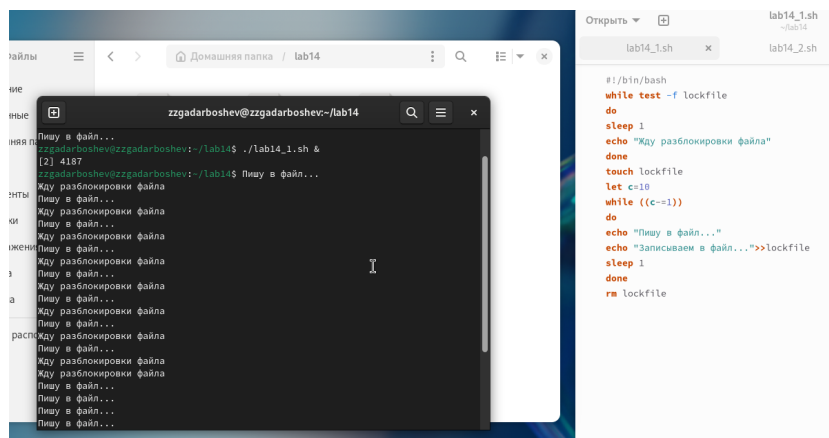 Открыть
lab14_1.sh
~/lab14
Домашняя папка / lab14
lab14_1.sh
lab14_2.sh
zzgadarboshev@zzgadarboshev:~/lab14
Пишу в файл...
zzgadarboshev@zzgadarboshev:~/lab14$ ./lab14_1.sh &
[2] 4187
zzgadarboshev@zzgadarboshev:~/lab14$ Пишу в файл...
Жду разблокировки файла
Пишу в файл...
Жду разблокировки файла
Пишу в файл...
Жду разблокировки файла
Пишу в файл...
Жду разблокировки файла
Пишу в файл...
Жду разблокировки файла
Пишу в файл...
Жду разблокировки файла
Пишу в файл...
Жду разблокировки файла
Пишу в файл...
Жду разблокировки файла
Жду разблокировки файла
Пишу в файл...
Пишу в файл...
Пишу в файл...
Пишу в файл...
#!/bin/bash
while test -f lockfile
do
sleep 1
echo "Жду разблокировки файла"
done
touch lockfile
let c=10
while ((c-=1))
do
echo "Пишу в файл..."
echo "Записываем в файл...">>lockfile
sleep 1
done
rm lockfile